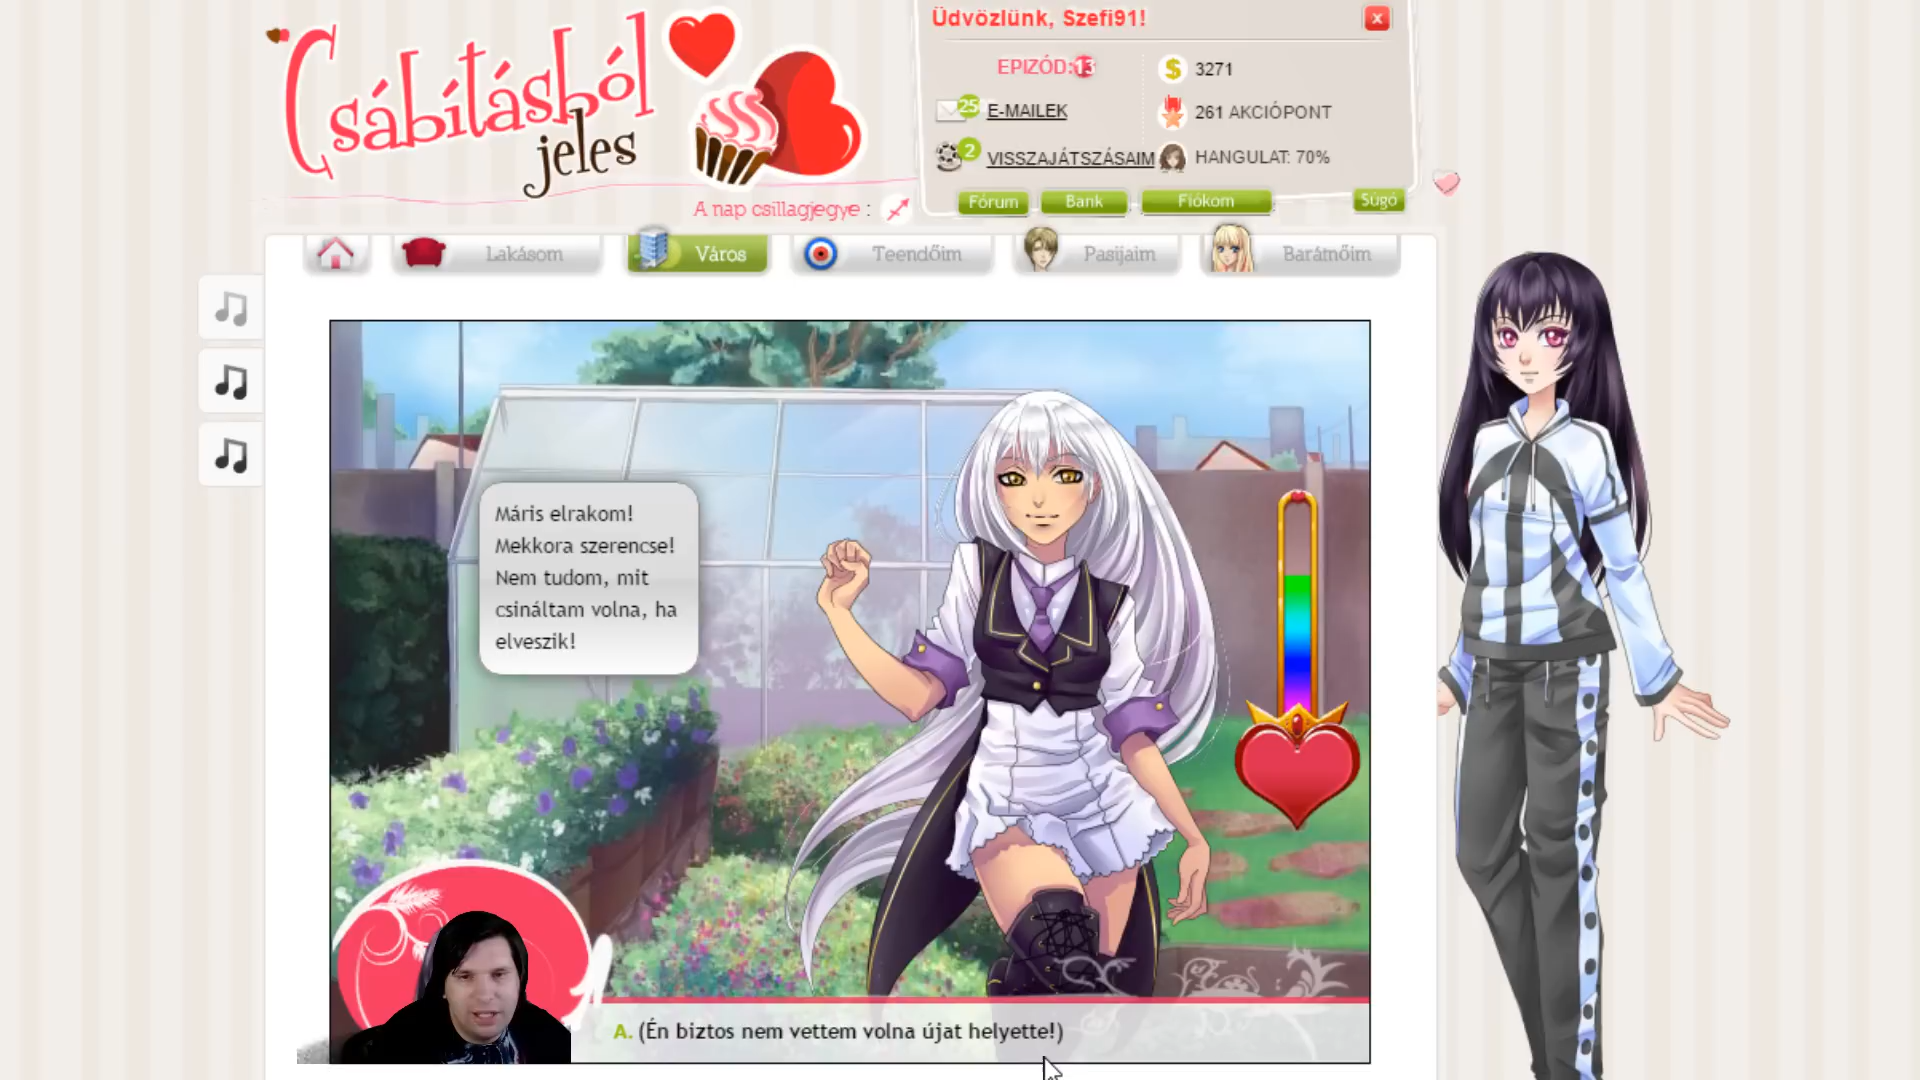 Csábításból
jeles
A nap csillagjegye :
Üdvözlünk, Szefi91!
x
EPIZÓD:13
25 E-MAILEK
2 VISSZAJÁTSZÁSAIM
$ 3271
261 AKCIÓPONT
HANGULAT: 70%
Fórum
Bank
Fiókom
Súgó
Lakásom
Város
Teendőim
Pasijaim
Barátnőim
Máris elrakom!
Mekkora szerencse!
Nem tudom, mit
csináltam volna, ha
elveszik!
A. (Én biztos nem vettem volna újat helyette!)